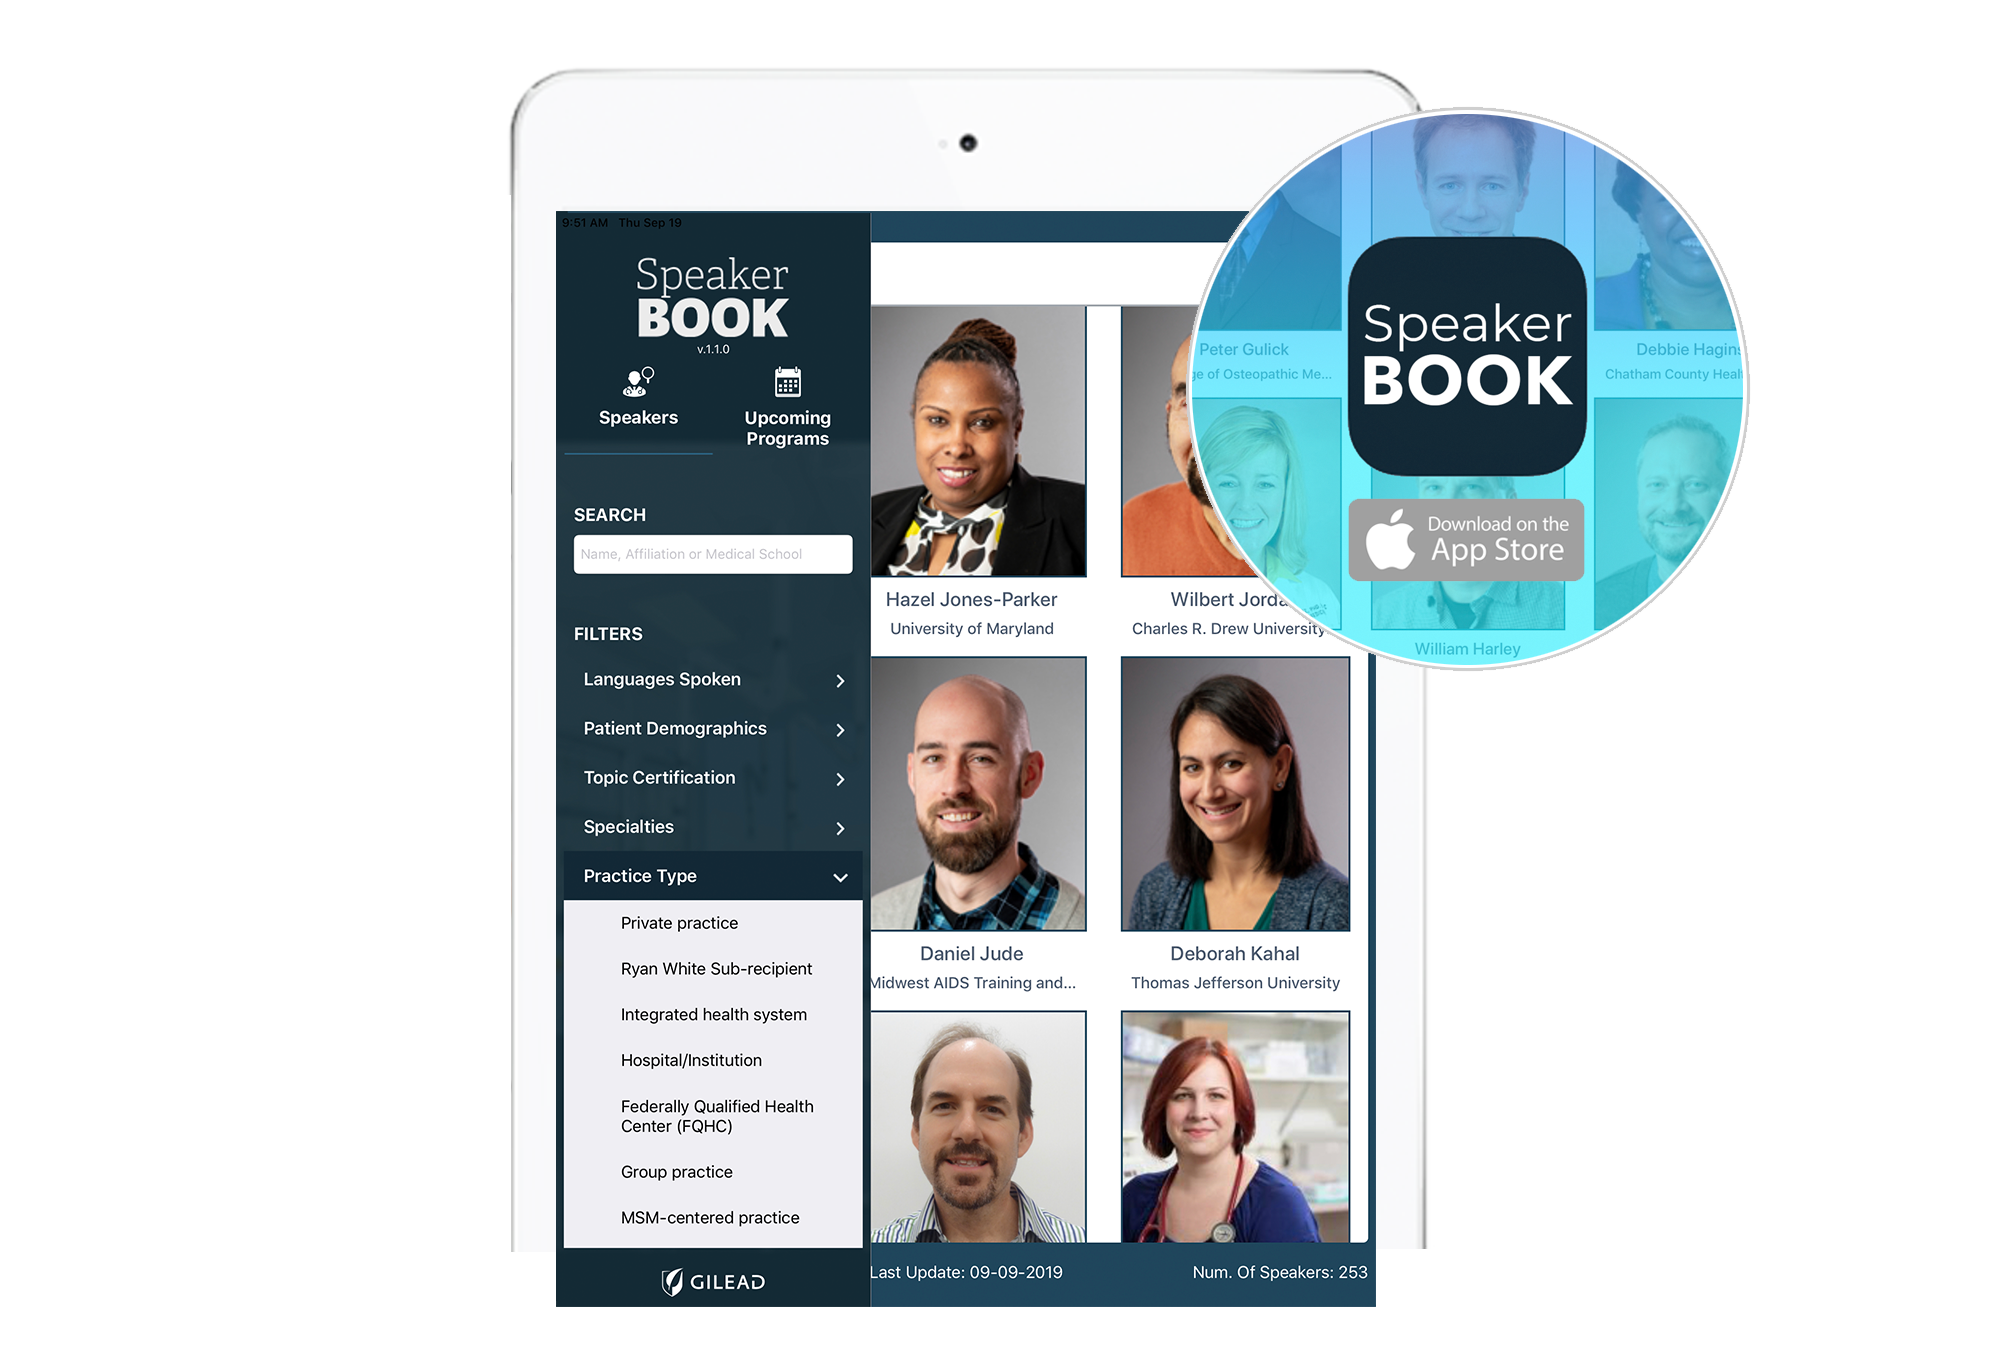 9:51 AM Thu Sep 19
Speaker
BOOK
v.1.1.0
Speakers
Upcoming
Programs
SEARCH
Name, Affiliation or Medical School
FILTERS
Languages Spoken
Patient Demographics
Topic Certification
Specialties
Practice Type
Private practice
Ryan White Sub-recipient
Integrated health system
Hospital/Institution
Federally Qualified Health
Center (FQHC)
Group practice
MSM-centered practice
GILEAD
Hazel Jones-Parker
University of Maryland
Wilbert Jorda
Charles R. Drew University
Daniel Jude
Midwest AIDS Training and...
Deborah Kahal
Thomas Jefferson University
Last Update: 09-09-2019
Num. Of Speakers: 253
Peter Gulick
ge of Osteopathic Me...
Debbie Hagins
Chatham County Heal
Speaker
BOOK
Download on the
App Store
William Harley